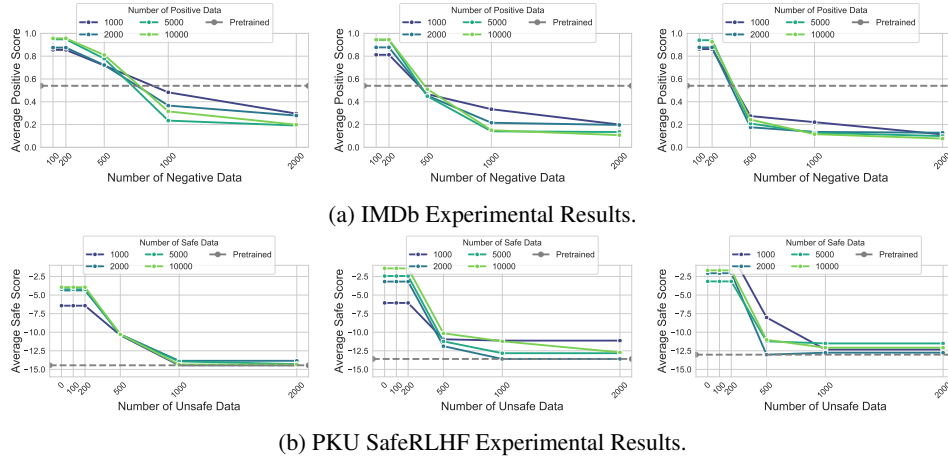 Number of Positive Data
1000 5000 Pretrained
2000 10000
Average Positive Score
1.0
0.8
0.6
0.4
0.2
0.0
100 200 500 1000 2000
Number of Negative Data
Number of Positive Data
1000 5000 Pretrained
2000 10000
Average Positive Score
1.0
0.8
0.6
0.4
0.2
0.0
100 200 500 1000 2000
Number of Negative Data
Number of Positive Data
1000 5000 Pretrained
2000 10000
Average Positive Score
1.0
0.8
0.6
0.4
0.2
0.0
100 200 500 1000 2000
Number of Negative Data
(a) IMDb Experimental Results.
Number of Safe Data
1000 5000 Pretrained
2000 10000
Average Safe Score
−2.5
−5.0
−7.5
−10.0
−12.5
−15.0
0 100 200 500 1000 2000
Number of Unsafe Data
Number of Safe Data
1000 5000 Pretrained
2000 10000
Average Safe Score
−2.5
−5.0
−7.5
−10.0
−12.5
−15.0
0 100 200 500 1000 2000
Number of Unsafe Data
Number of Safe Data
1000 5000 Pretrained
2000 10000
Average Safe Score
−2.5
−5.0
−7.5
−10.0
−12.5
−15.0
0 100 200 500 1000 2000
Number of Unsafe Data
(b) PKU SafeRLHF Experimental Results.